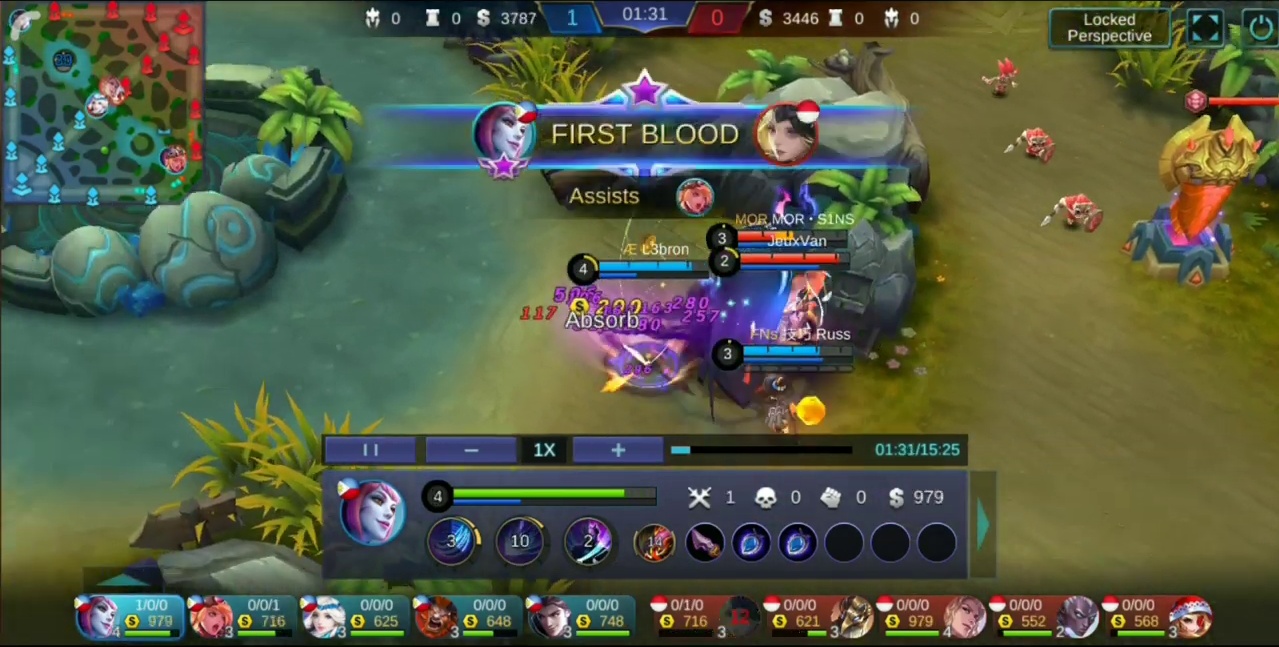 0 0 3787 1 01:31 0 3446 0 0
Locked
Perspective
FIRST BLOOD
Assists
MOR MOR • S1NS
3
JeuxVan
2
Æ L3bron
4
117
200
280
257
Absorb
FNs 技巧 Russ
3
1X
01:31/15:25
4
1 0 0 979
3 10 2 14
1/0/0 0/0/1 0/0/0 0/0/0 0/0/0 0/1/0 0/0/0 0/0/0 0/0/0 0/0/0
979 716 625 648 748 716 12 621 979 552 568
4 3 3 3 3 3 3 4 2 3